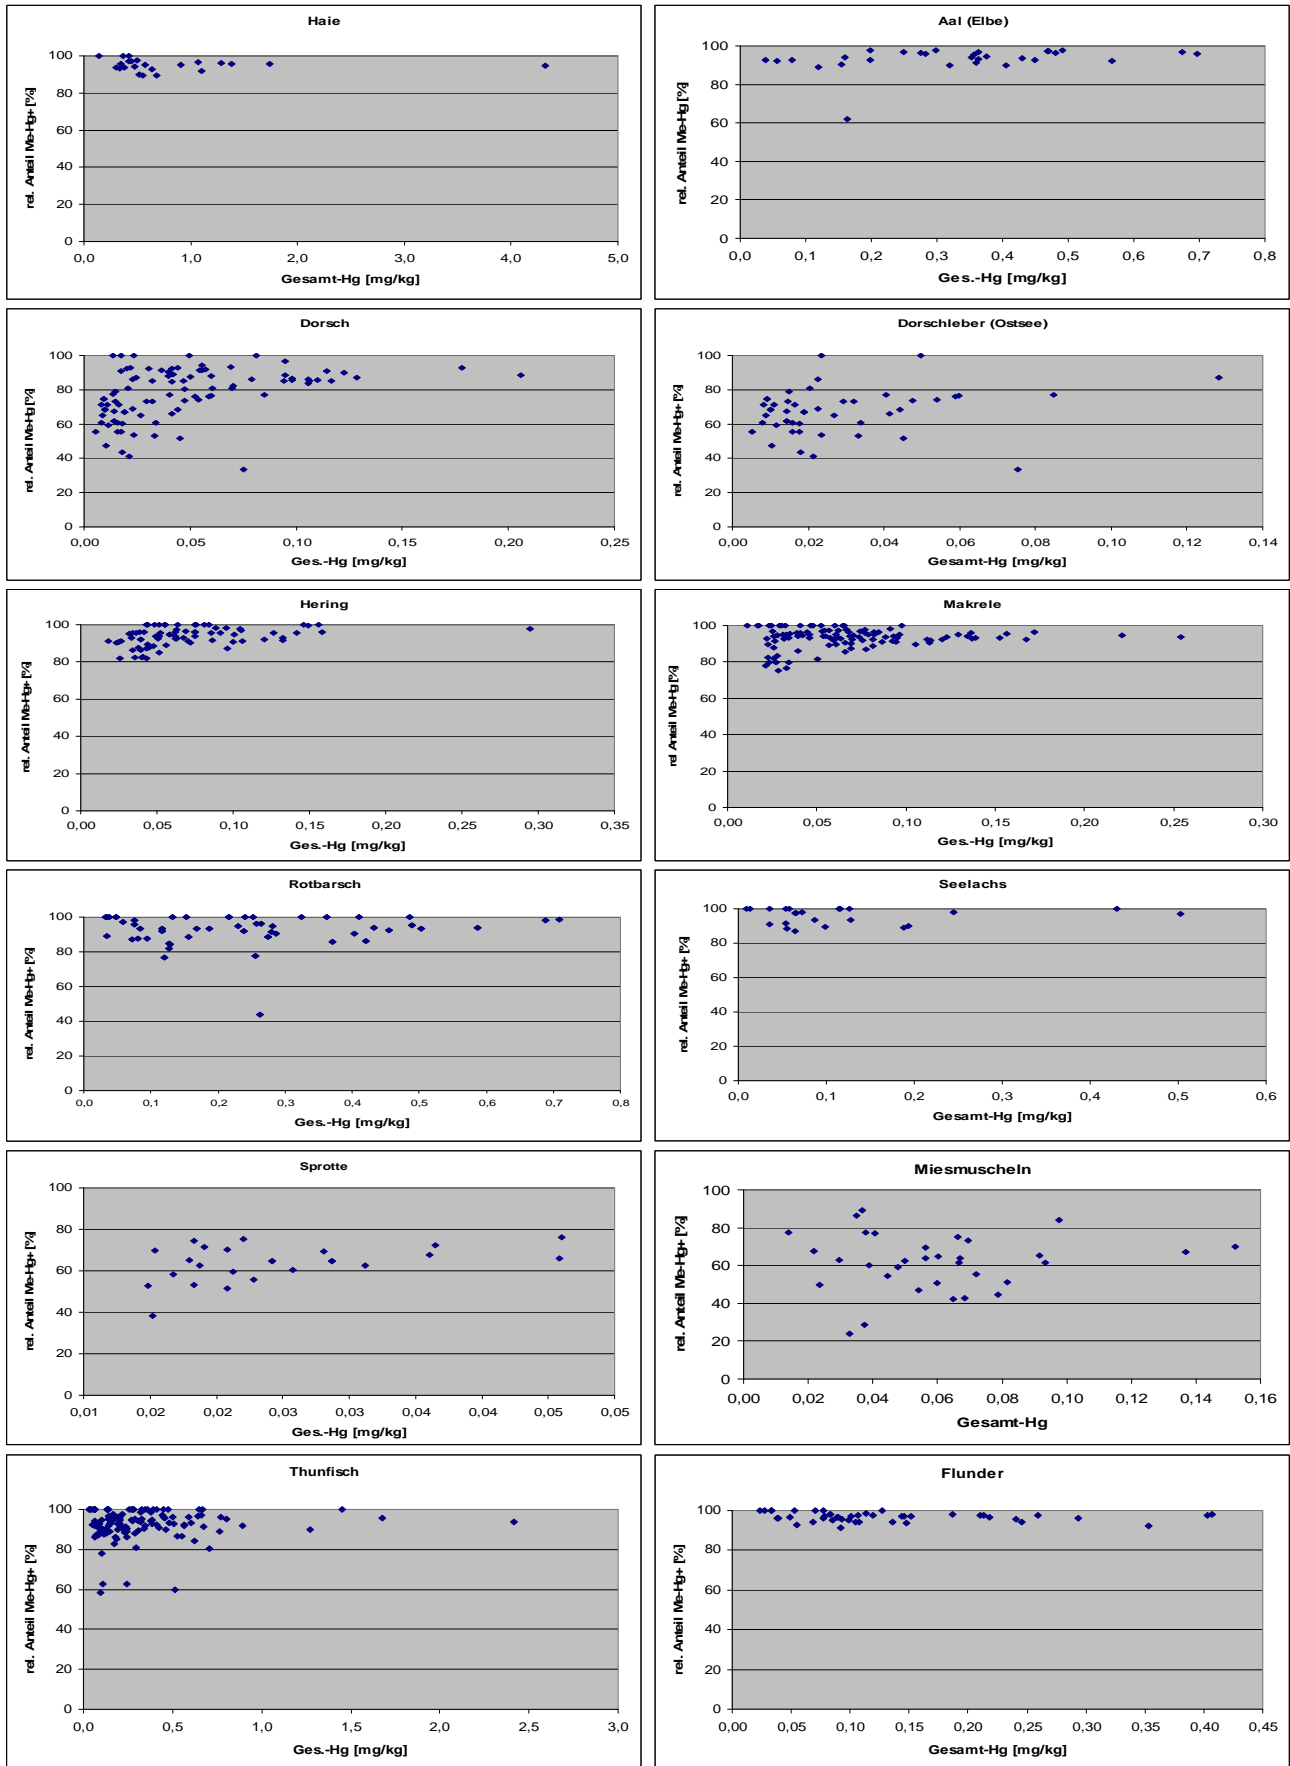 Haie
rel. Anteil Me-Hg+ [%]
100
80
60
40
20
0
0,0 1,0 2,0 3,0 4,0 5,0
Gesamt-Hg [mg/kg]
Aal (Elbe)
rel. Anteil Me-Hg [%]
100
80
60
40
20
0
0,0 0,1 0,2 0,3 0,4 0,5 0,6 0,7 0,8
Ges.-Hg [mg/kg]
Dorsch
rel. Anteil Me-Hg [%]
100
80
60
40
20
0
0,00 0,05 0,10 0,15 0,20 0,25
Ges.-Hg [mg/kg]
Dorschleber (Ostsee)
rel. Anteil Me-Hg+ [%]
100
80
60
40
20
0
0,00 0,02 0,04 0,06 0,08 0,10 0,12 0,14
Gesamt-Hg [mg/kg]
Hering
rel. Anteil Me-Hg+ [%]
100
80
60
40
20
0
0,00 0,05 0,10 0,15 0,20 0,25 0,30 0,35
Ges.-Hg [mg/kg]
Makrele
rel Anteil Me-Hg [%]
100
80
60
40
20
0
0,00 0,05 0,10 0,15 0,20 0,25 0,30
Ges.-Hg [mg/kg]
Rotbarsch
rel. Anteil Me-Hg+ [%]
100
80
60
40
20
0
0,0 0,1 0,2 0,3 0,3 0,4 0,5 0,6 0,7 0,8
Ges.-Hg [mg/kg]
Seelachs
rel. Anteil Me-Hg+ [%]
100
80
60
40
20
0
0,0 0,1 0,2 0,3 0,4 0,5 0,6
Gesamt-Hg [mg/kg]
Sprotte
rel. Anteil Me-Hg+ [%]
100
80
60
40
20
0
0,01 0,02 0,02 0,03 0,03 0,04 0,04 0,05 0,05
Ges.-Hg [mg/kg]
Miesmuscheln
rel. Anteil Me-Hg+ [%]
100
80
60
40
20
0
0,00 0,02 0,04 0,06 0,08 0,10 0,12 0,14 0,16
Gesamt-Hg
Thunfisch
rel. Anteil Me-Hg+ [%]
100
80
60
40
20
0
0,0 0,5 1,0 1,5 2,0 2,5 3,0
Ges.-Hg [mg/kg]
Flunder
rel. Anteil Me-Hg+ [%]
100
80
60
40
20
0
0,00 0,05 0,10 0,15 0,20 0,25 0,30 0,35 0,40 0,45
Gesamt-Hg [mg/kg]